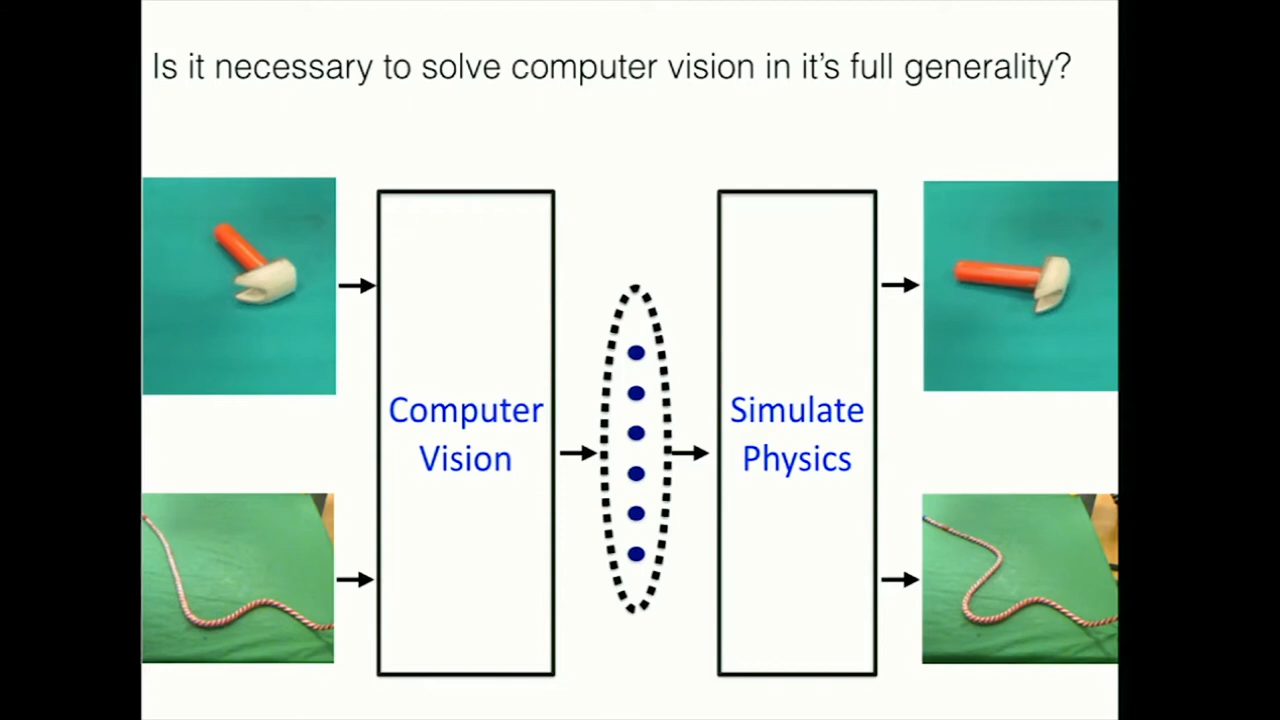 Is it necessary to solve computer vision in it's full generality?
Computer
Vision
Simulate
Physics